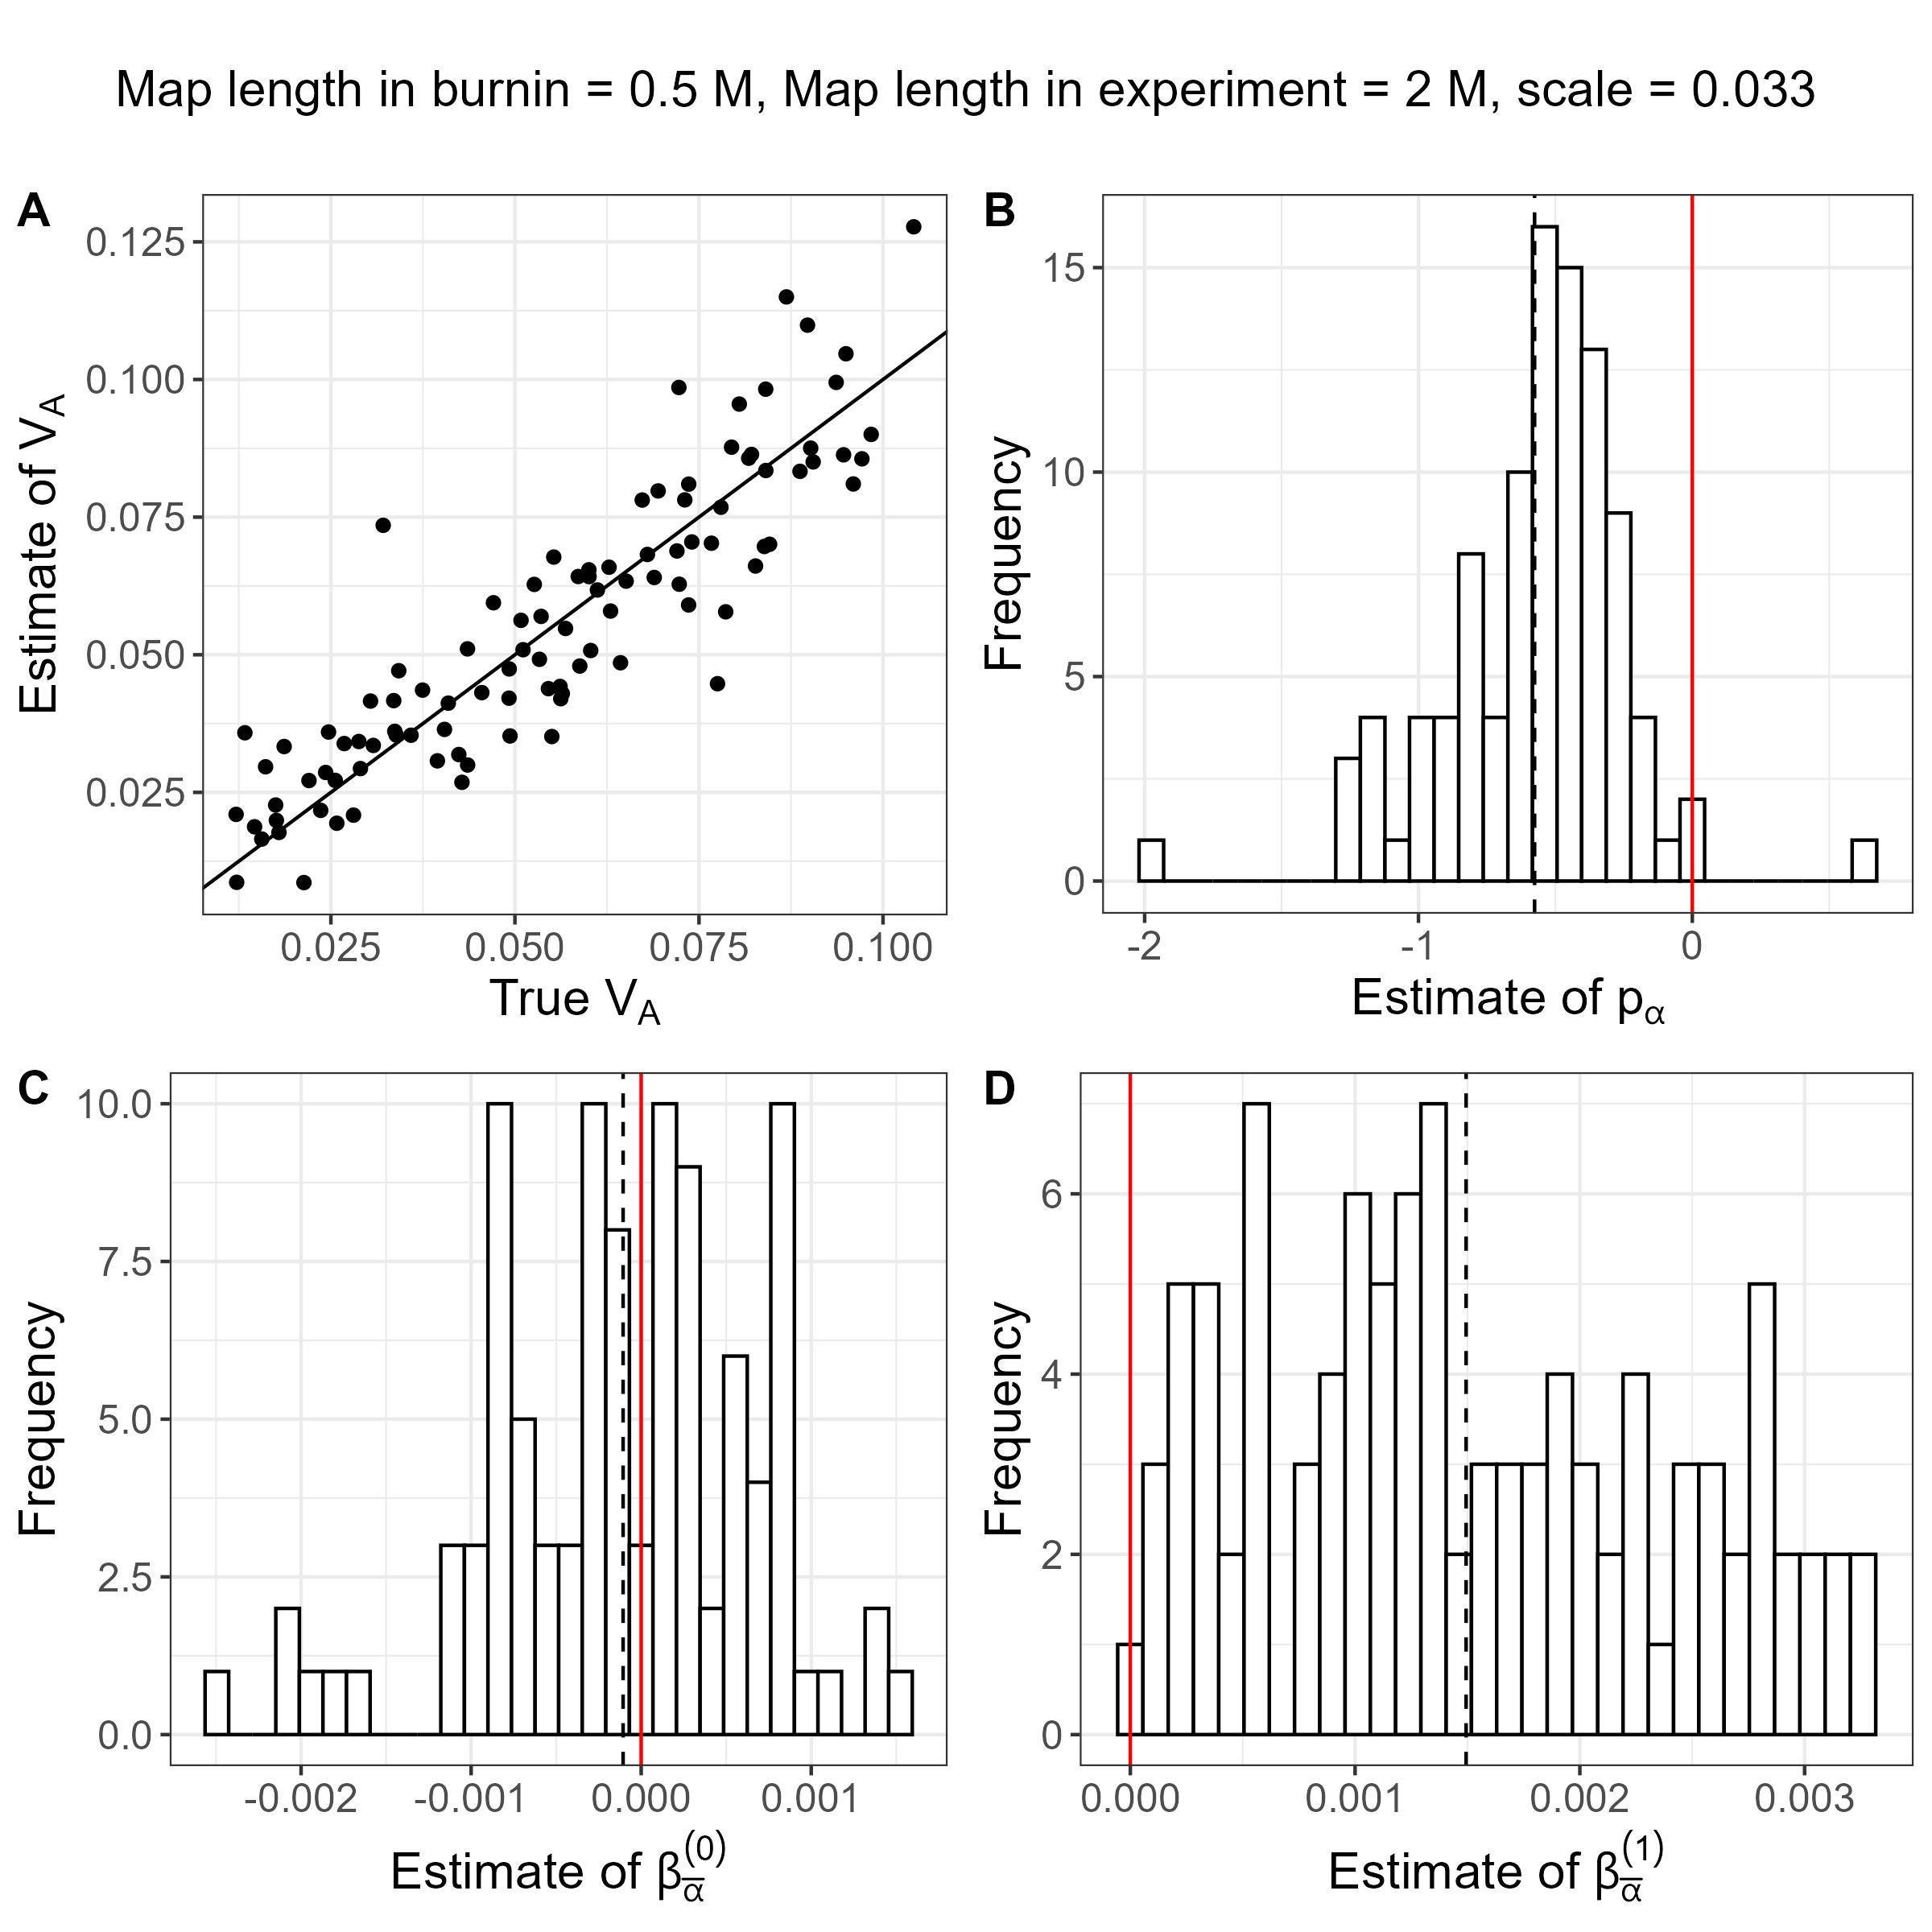 Map length in burnin = 0.5 M, Map length in experiment = 2 M, scale = 0.033
A
0.125
0.100
0.075
0.050
0.025
Estimate of V_A
0.025 0.050 0.075 0.100
True V_A
B
15
10
5
0
Frequency
-2 -1 0
Estimate of p_α
C
10.0
7.5
5.0
2.5
0.0
Frequency
-0.002 -0.001 0.000 0.001
Estimate of β_ᾱ^(0)
D
6
4
2
0
Frequency
0.000 0.001 0.002 0.003
Estimate of β_ᾱ^(1)